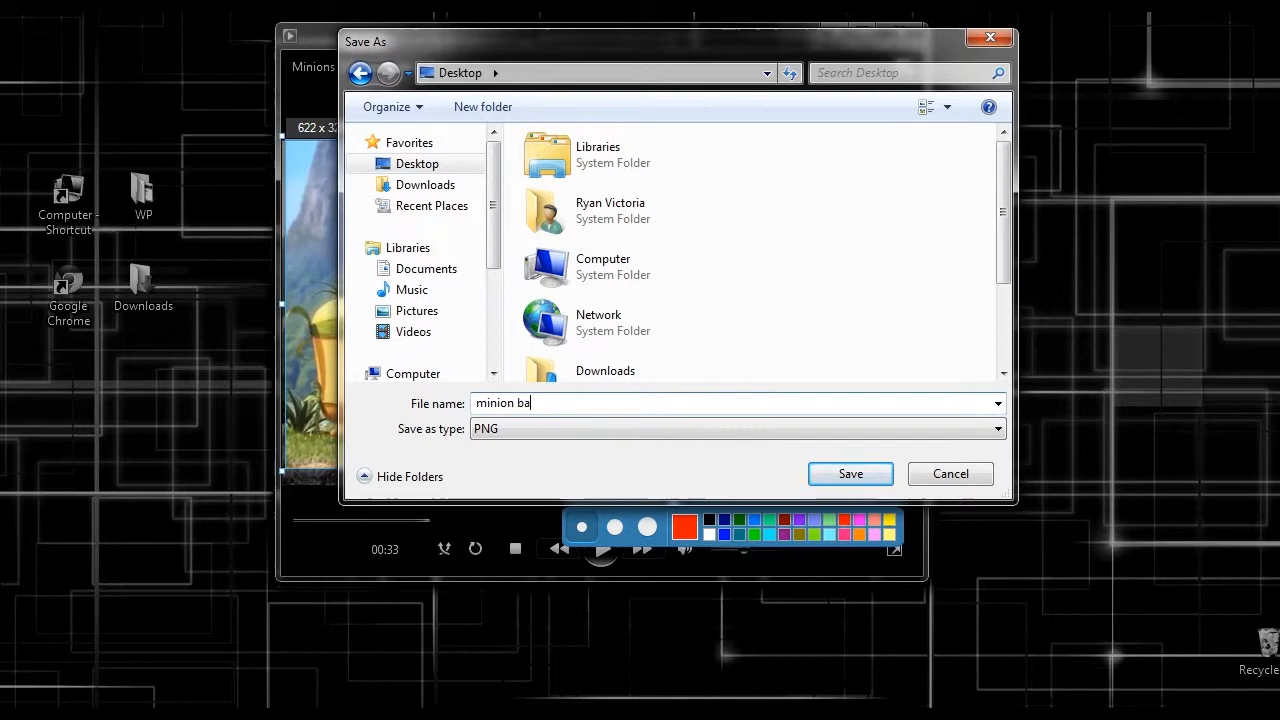 Save As
Minions
Desktop
Search Desktop
Organize
New folder
622 x 32
Favorites
Desktop
Downloads
Recent Places
Libraries
Documents
Music
Pictures
Videos
Computer
Libraries
System Folder
Ryan Victoria
System Folder
Computer
System Folder
Network
System Folder
Downloads
File name: minion ba
Save as type: PNG
Hide Folders
Save
Cancel
00:33
Computer -
Shortcut
WP
Google
Chrome
Downloads
Recycle